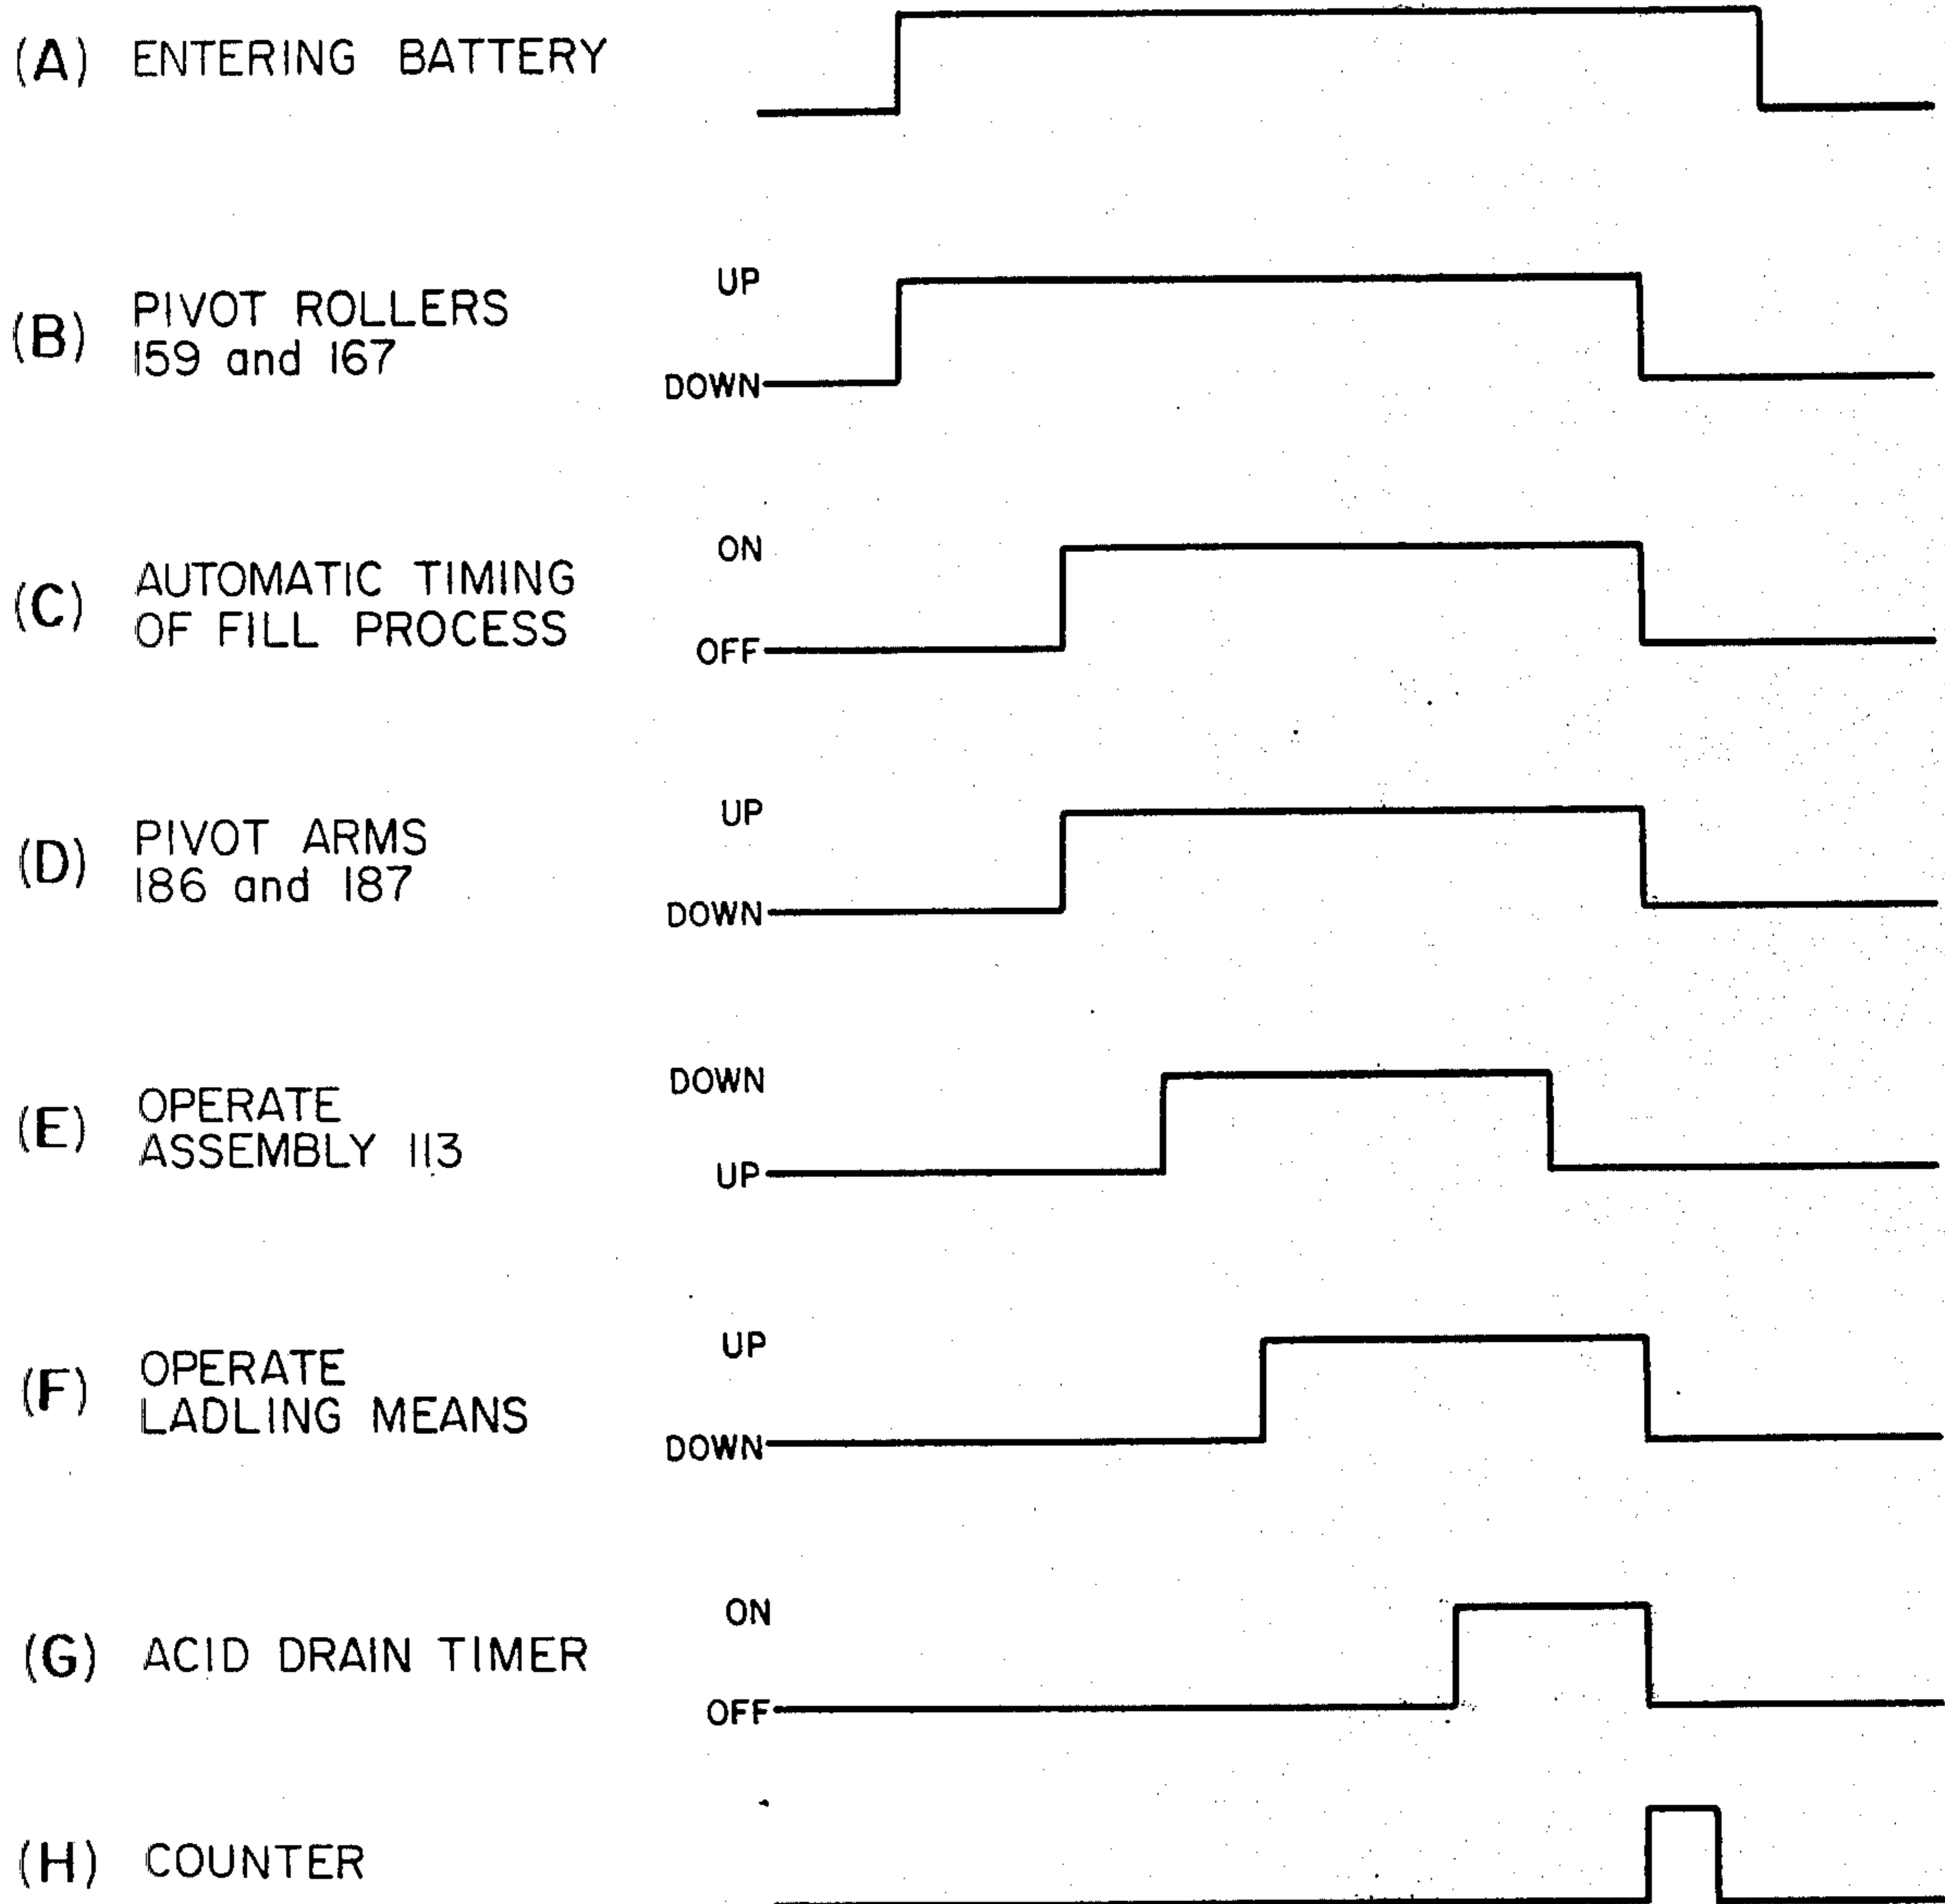 (A) ENTERING BATTERY
UP
(B) PIVOT ROLLERS
159 and 167
DOWN
ON
(C) AUTOMATIC TIMING
OF FILL PROCESS
OFF
UP
(D) PIVOT ARMS
186 and 187
DOWN
DOWN
(E) OPERATE
ASSEMBLY 113
UP
UP
(F) OPERATE
LADLING MEANS
DOWN
ON
(G) ACID DRAIN TIMER
OFF
(H) COUNTER